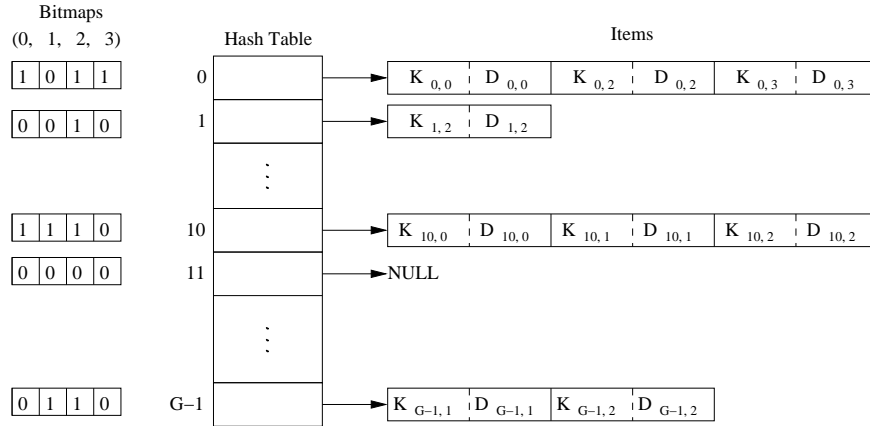 Bitmaps
(0, 1, 2, 3) Hash Table Items
1 0 1 1 0 K 0,0 D 0,0 K 0,2 D 0,2 K 0,3 D 0,3
0 0 1 0 1 K 1,2 D 1,2
1 1 1 0 10 K 10,0 D 10,0 K 10,1 D 10,1 K 10,2 D 10,2
0 0 0 0 11 NULL
0 1 1 0 G−1 K G−1,1 D G−1,1 K G−1,2 D G−1,2